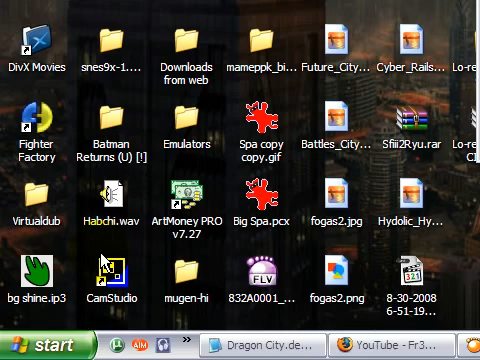 DivX Movies
snes9x-1....
Downloads
from web
mameppk_bi...
Future_City...
Cyber_Rails...
Lo-re
Fighter
Factory
Batman
Returns (U) [!]
Emulators
Spa copy
copy.gif
Battles_City...
Sfiii2Ryu.rar
Lo-re
Virtualdub
Habchi.wav
ArtMoney PRO
v7.27
Big Spa.pcx
fogas2.jpg
Hydolic_Hy...
bg shine.ip3
CamStudio
mugen-hi
FLV
832A0001_...
fogas2.png
321
8-30-2008
6-51-19...
start
AIM
»
Dragon City.de...
YouTube - Fr3...